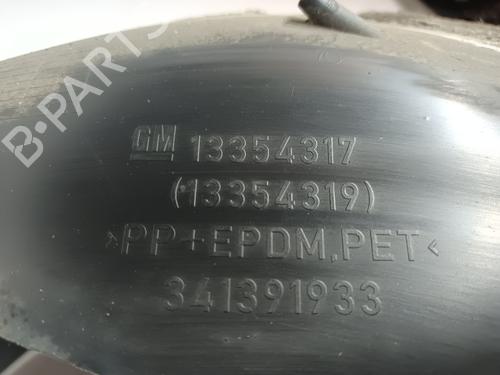 B-PARTS
GM 13354317
(13354319)
>PP+EPDM,PET<
341391933